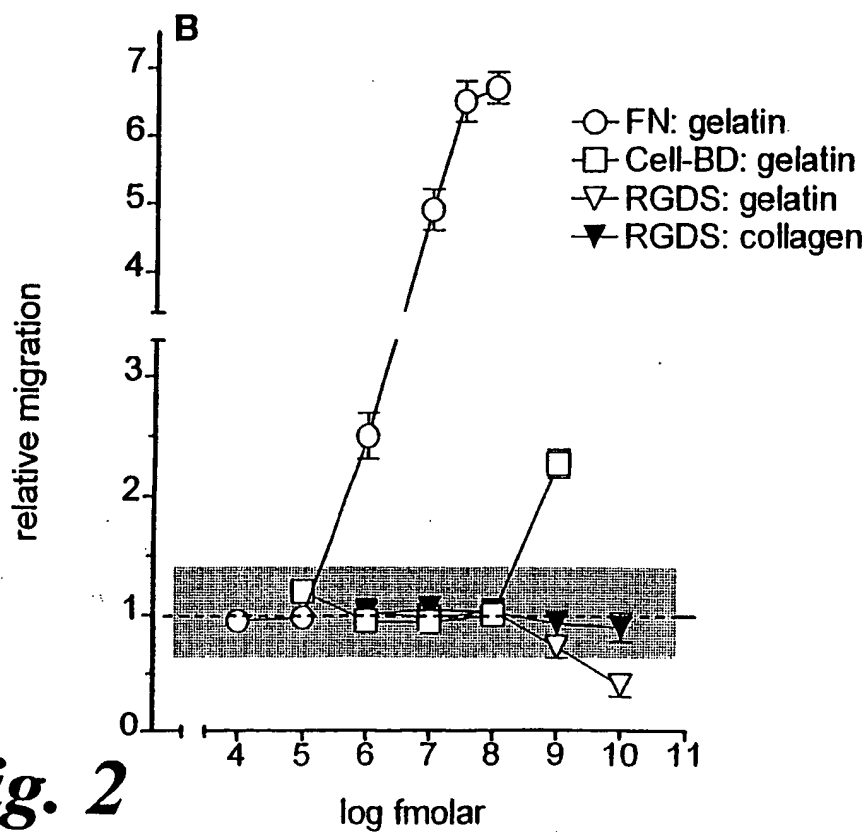 B
7
6
5
4
3
2
1
0
relative migration
FN: gelatin
Cell-BD: gelatin
RGDS: gelatin
RGDS: collagen
4 5 6 7 8 9 10 11
log fmolar
ig. 2